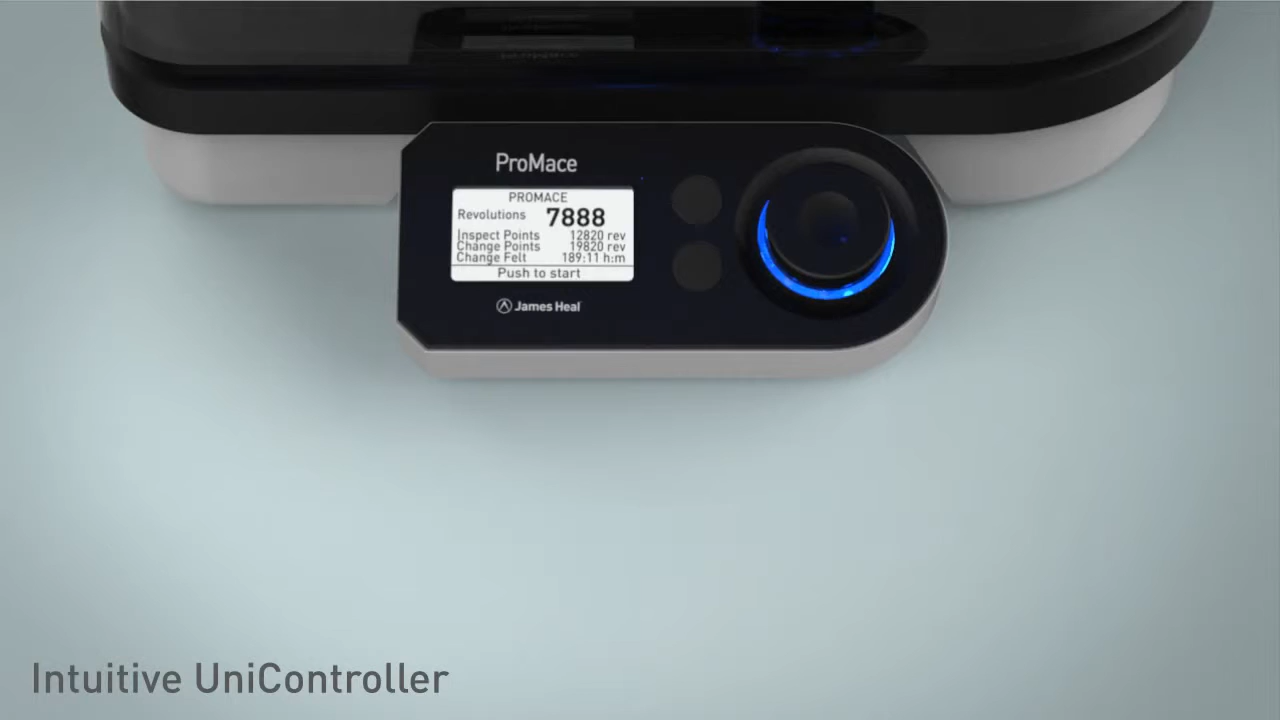 ProMace
PROMACE
Revolutions 7888
Inspect Points 12820 rev
Change Points 19820 rev
Change Felt 189:11 h:m
Push to start
James Heal
Intuitive UniController